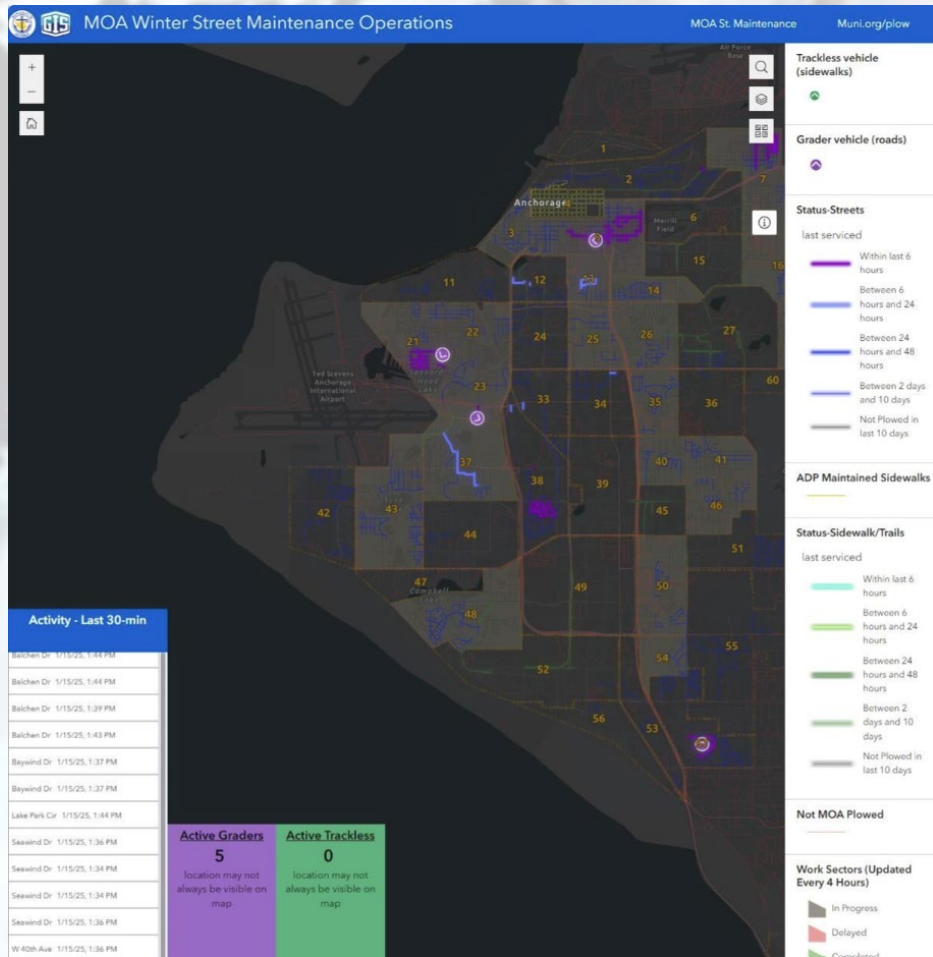 MOA Winter Street Maintenance Operations
MOA St. Maintenance
Muni.org/plow
Air Force
Base
Anchorage
Merrill
Field
Ted Stevens
Anchorage
International
Airport
Campbell
Lake
1
2
3
6
7
11
12
14
15
16
21
22
23
24
25
26
27
33
34
35
36
37
38
39
40
41
42
43
44
45
46
47
48
49
50
51
52
53
54
55
56
60
Trackless vehicle
(sidewalks)
Grader vehicle (roads)
Status-Streets
last serviced
Within last 6
hours
Between 6
hours and 24
hours
Between 24
hours and 48
hours
Between 2 days
and 10 days
Not Plowed in
last 10 days
ADP Maintained Sidewalks
Status-Sidewalk/Trails
last serviced
Within last 6
hours
Between 6
hours and 24
hours
Between 24
hours and 48
hours
Between 2
days and 10
days
Not Plowed in
last 10 days
Not MOA Plowed
Work Sectors (Updated
Every 4 Hours)
In Progress
Delayed
Completed
Activity - Last 30-min
Balchen Dr 1/15/25, 1:44 PM
Balchen Dr 1/15/25, 1:44 PM
Balchen Dr 1/15/25, 1:39 PM
Balchen Dr 1/15/25, 1:43 PM
Baywind Dr 1/15/25, 1:37 PM
Baywind Dr 1/15/25, 1:37 PM
Lake Park Cir 1/15/25, 1:44 PM
Seawind Dr 1/15/25, 1:36 PM
Seawind Dr 1/15/25, 1:34 PM
Seawind Dr 1/15/25, 1:34 PM
Seawind Dr 1/15/25, 1:36 PM
W 40th Ave 1/15/25, 1:36 PM
Active Graders
5
location may not
always be visible on
map
Active Trackless
0
location may not
always be visible on
map